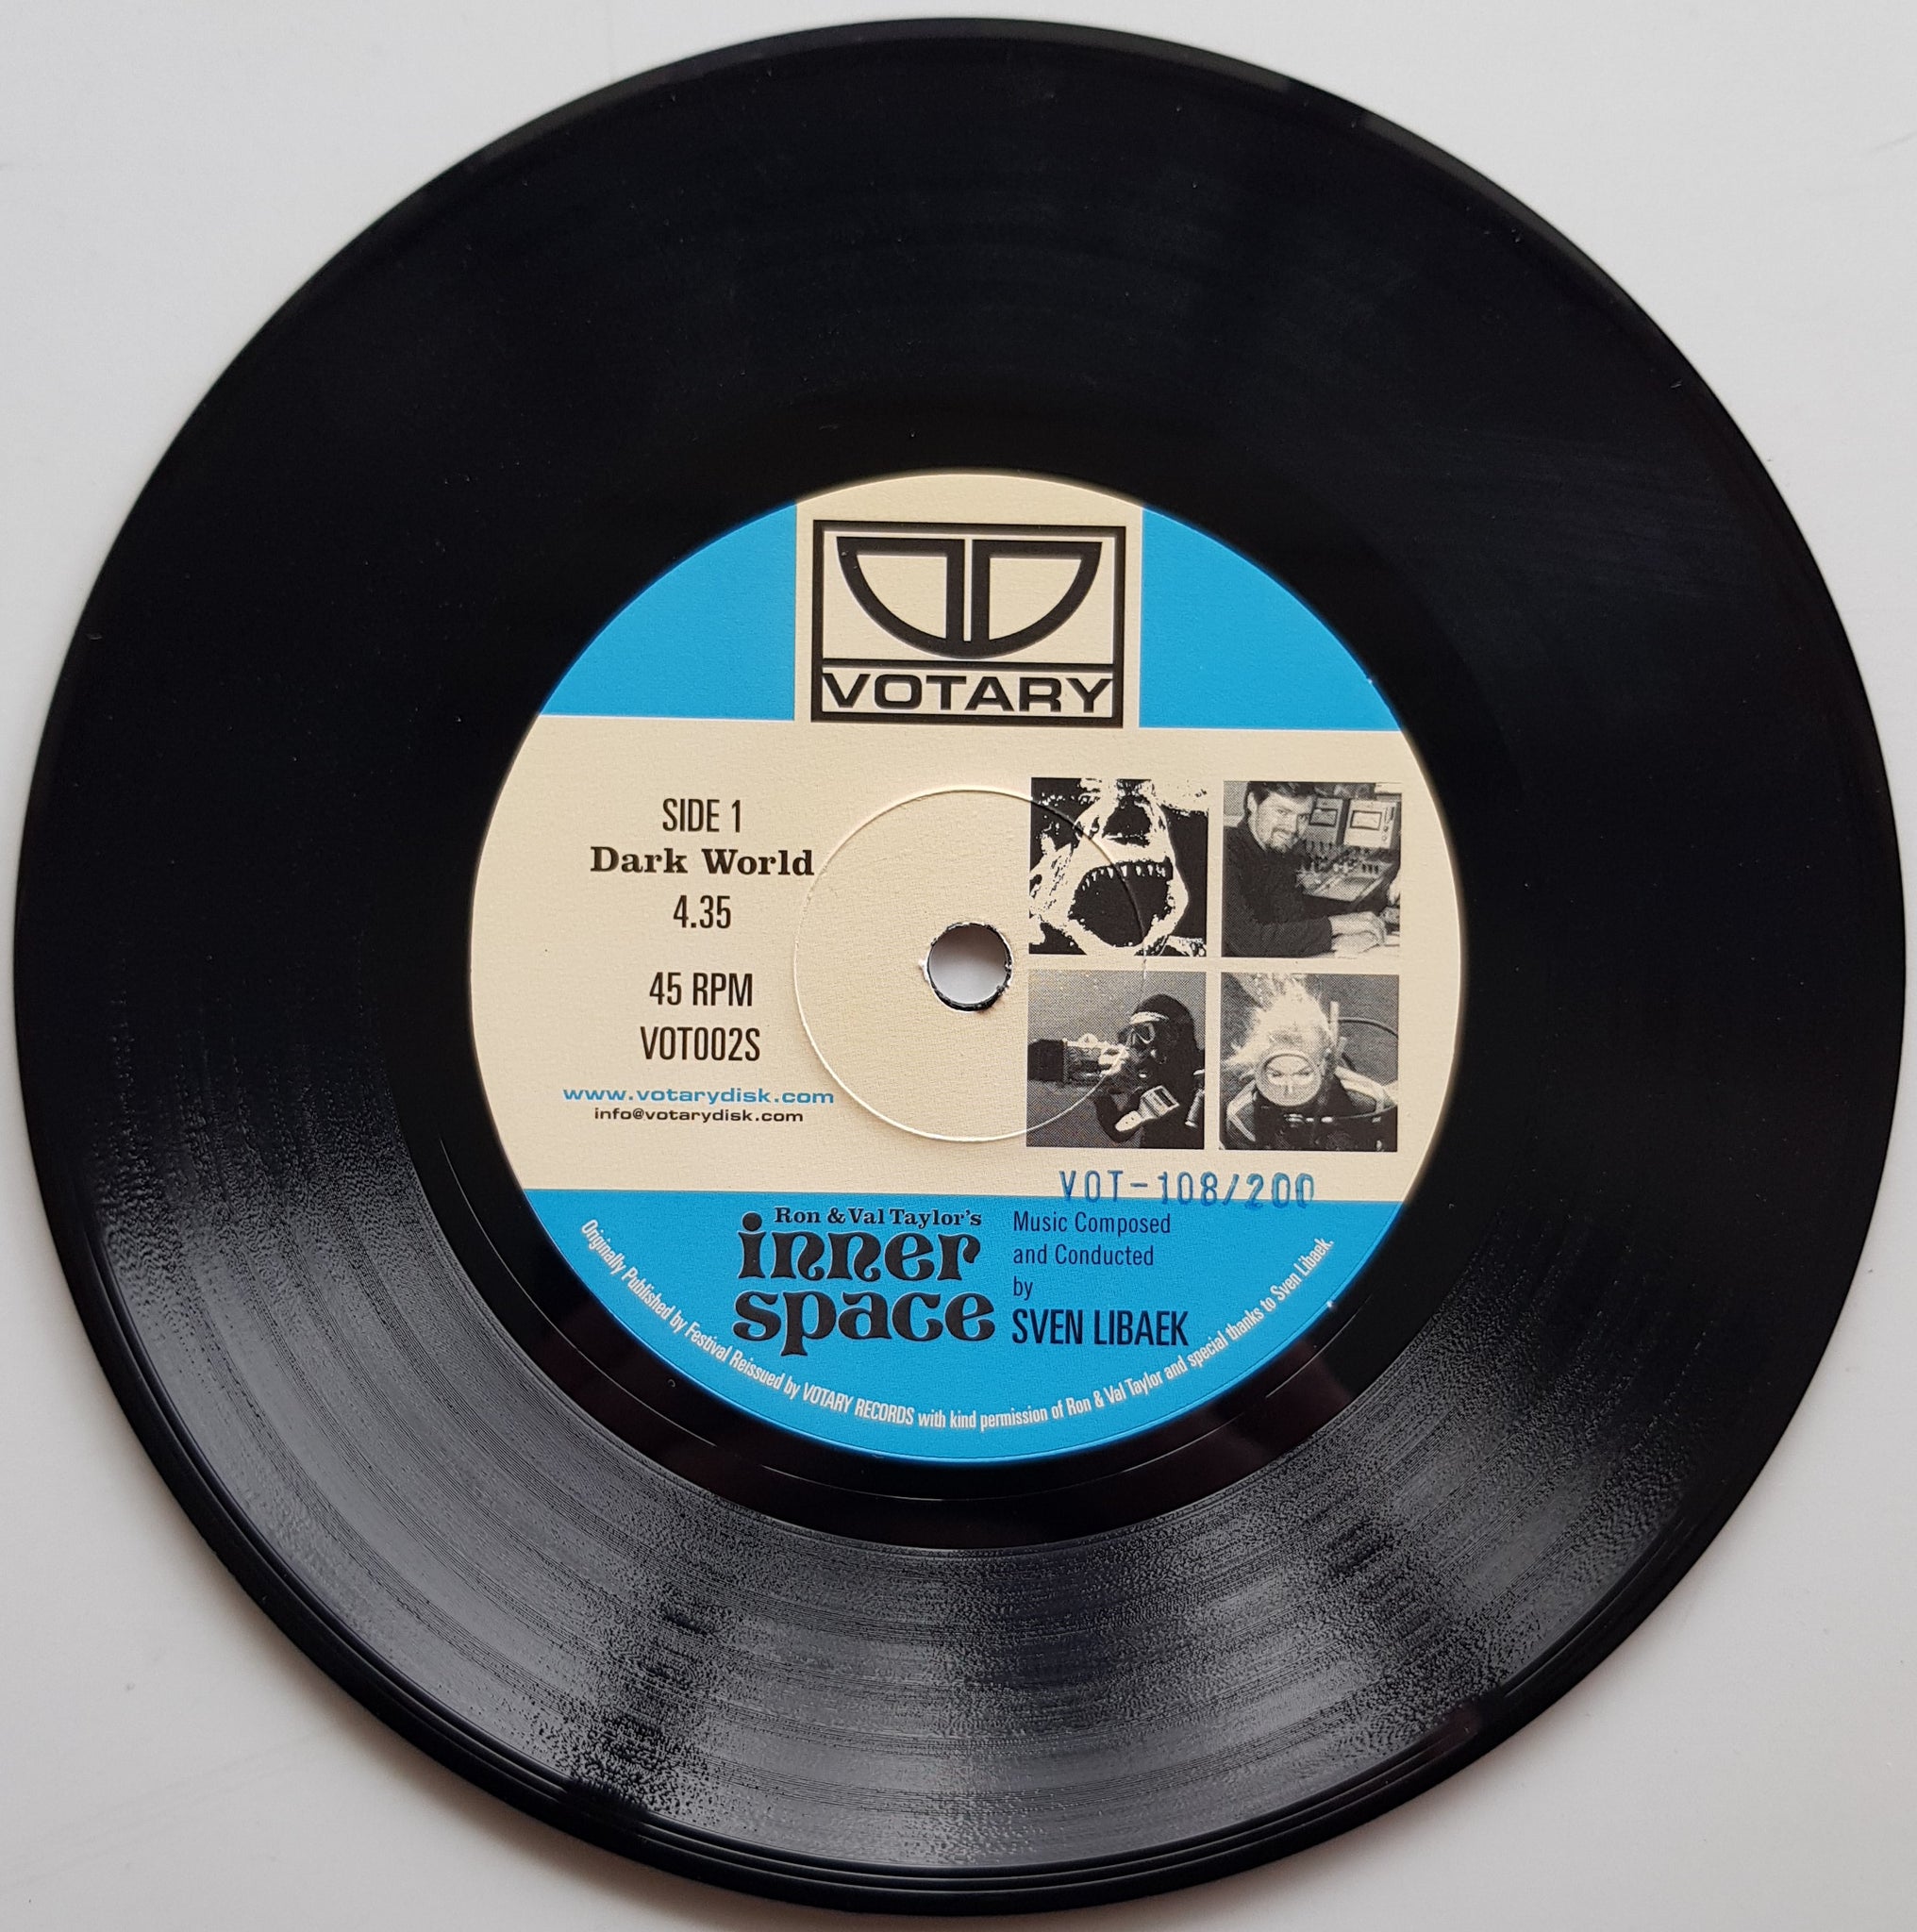 VOTARY
SIDE 1
Dark World
4.35
45 RPM
VOT002S
www.votarydisk.com
info@votarydisk.com
VOT-108/200
Ron & Val Taylor's
inner
space
Music Composed
and Conducted
by
SVEN LIBAEK
Originally Published by Festival Reissued by VOTARY RECORDS with kind permission of Ron & Val Taylor and special thanks to Sven Libaek.